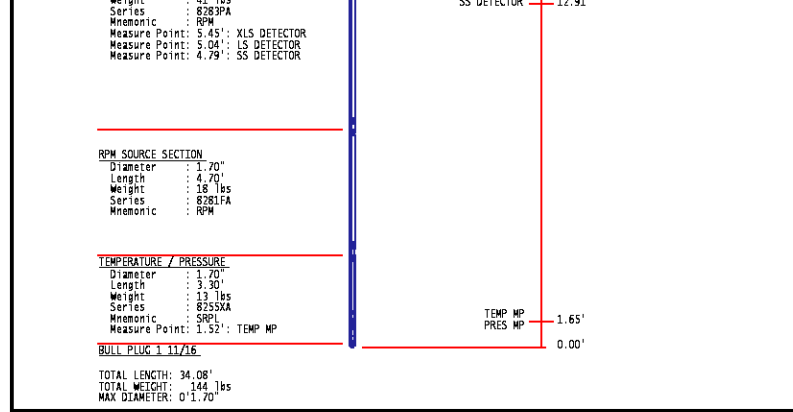 Weight : 41 lbs
Series : 8283PA
Mnemonic : RPM
Measure Point: 5.45': XLS DETECTOR
Measure Point: 5.04': LS DETECTOR
Measure Point: 4.79': SS DETECTOR
SS DETECTOR 12.91
RPM SOURCE SECTION
Diameter : 1.70"
Length : 4.70'
Weight : 18 lbs
Series : 8281FA
Mnemonic : RPM
TEMPERATURE / PRESSURE
Diameter : 1.70"
Length : 3.30'
Weight : 13 lbs
Series : 8255XA
Mnemonic : SRPL
Measure Point: 1.52': TEMP MP
TEMP MP
PRES MP 1.65'
0.00'
BULL PLUG 1 11/16
TOTAL LENGTH: 34.08'
TOTAL WEIGHT: 144 lbs
MAX DIAMETER: 0'1.70"